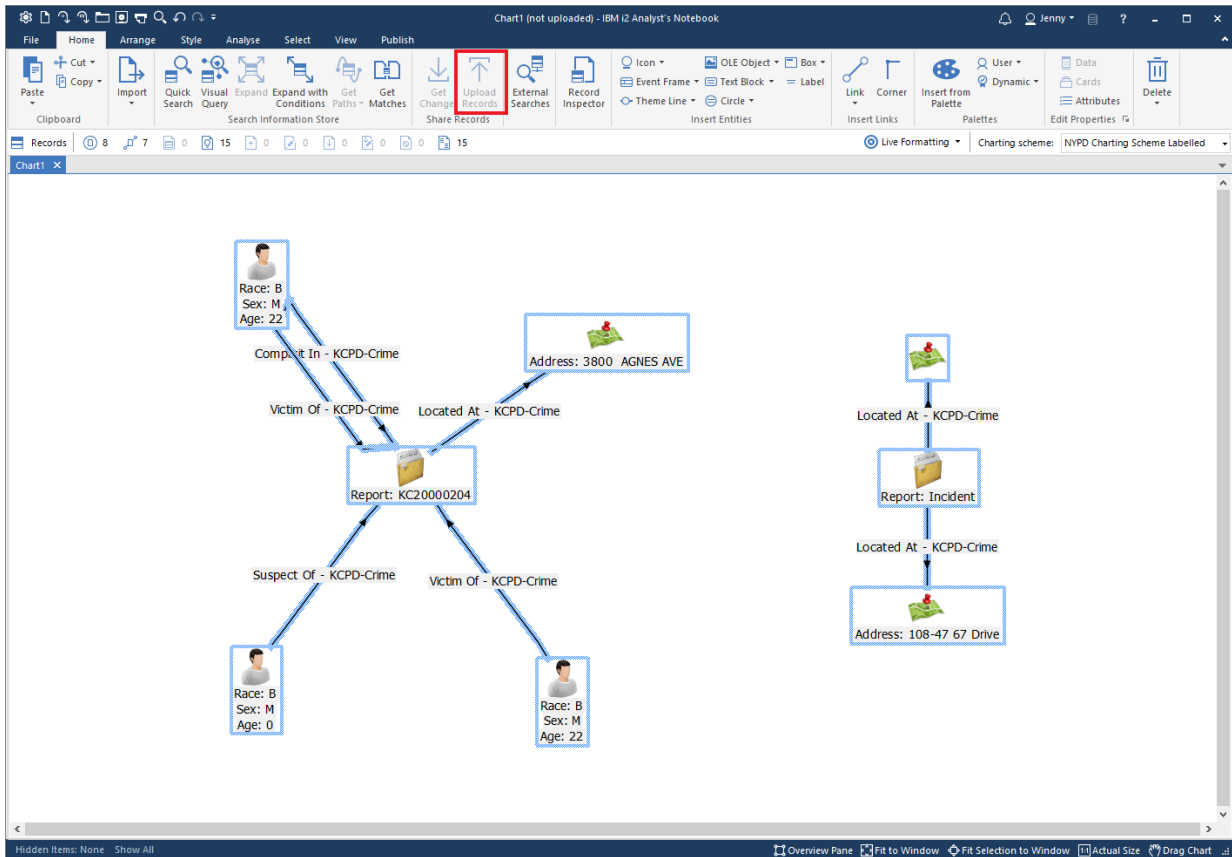 Chart1 (not uploaded) - IBM i2 Analyst's Notebook
Jenny
?
File Home Arrange Style Analyse Select View Publish
Paste
Cut
Copy
Clipboard
Import
Quick Search
Visual Query
Expand
Expand with Conditions
Get Paths
Get Matches
Search Information Store
Get Changes
Upload Records
Share Records
External Searches
Record Inspector
Icon
OLE Object
Box
Event Frame
Text Block
Label
Theme Line
Circle
Insert Entities
Link
Corner
Insert Links
Insert from Palette
User
Dynamic
Palettes
Data
Cards
Attributes
Edit Properties
Delete
Records 8 7 0 15 0 0 0 0 0 15
Live Formatting
Charting scheme: NYPD Charting Scheme Labelled
Chart1
Race: B
Sex: M
Age: 22
Complicit In - KCPD-Crime
Victim Of - KCPD-Crime
Address: 3800 AGNES AVE
Located At - KCPD-Crime
Report: KC20000204
Suspect Of - KCPD-Crime
Victim Of - KCPD-Crime
Race: B
Sex: M
Age: 0
Race: B
Sex: M
Age: 22
Located At - KCPD-Crime
Report: Incident
Located At - KCPD-Crime
Address: 108-47 67 Drive
Hidden Items: None Show All
Overview Pane Fit to Window Fit Selection to Window 1:1 Actual Size Drag Chart